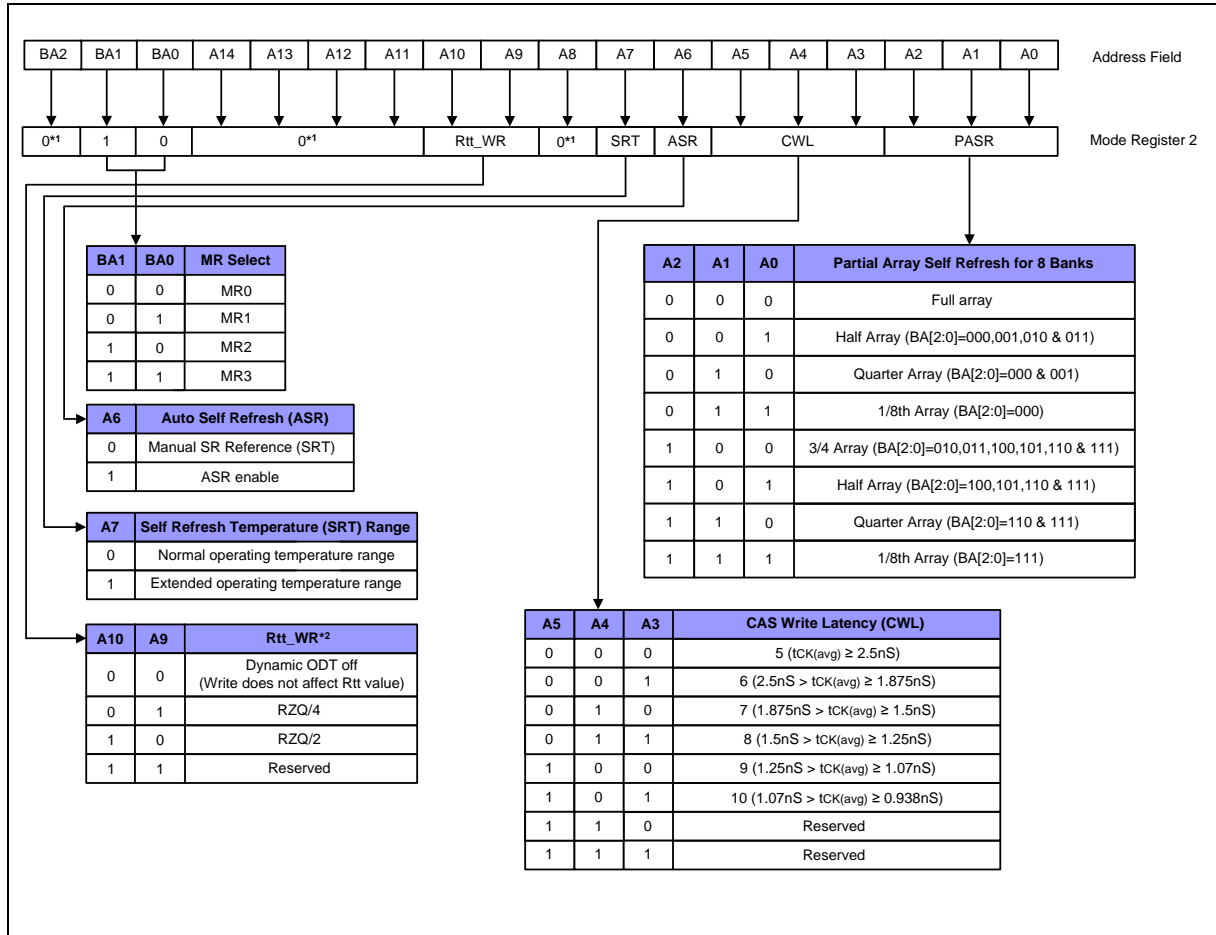 BA2 BA1 BA0 A14 A13 A12 A11 A10 A9 A8 A7 A6 A5 A4 A3 A2 A1 A0 Address Field
0*1 1 0 0*1 Rtt_WR 0*1 SRT ASR CWL PASR Mode Register 2
BA1 BA0 MR Select
0 0 MR0
0 1 MR1
1 0 MR2
1 1 MR3
A6 Auto Self Refresh (ASR)
0 Manual SR Reference (SRT)
1 ASR enable
A7 Self Refresh Temperature (SRT) Range
0 Normal operating temperature range
1 Extended operating temperature range
A10 A9 Rtt_WR*2
0 0 Dynamic ODT off
(Write does not affect Rtt value)
0 1 RZQ/4
1 0 RZQ/2
1 1 Reserved
A2 A1 A0 Partial Array Self Refresh for 8 Banks
0 0 0 Full array
0 0 1 Half Array (BA[2:0]=000,001,010 & 011)
0 1 0 Quarter Array (BA[2:0]=000 & 001)
0 1 1 1/8th Array (BA[2:0]=000)
1 0 0 3/4 Array (BA[2:0]=010,011,100,101,110 & 111)
1 0 1 Half Array (BA[2:0]=100,101,110 & 111)
1 1 0 Quarter Array (BA[2:0]=110 & 111)
1 1 1 1/8th Array (BA[2:0]=111)
A5 A4 A3 CAS Write Latency (CWL)
0 0 0 5 (tCK(avg) ≥ 2.5nS)
0 0 1 6 (2.5nS > tCK(avg) ≥ 1.875nS)
0 1 0 7 (1.875nS > tCK(avg) ≥ 1.5nS)
0 1 1 8 (1.5nS > tCK(avg) ≥ 1.25nS)
1 0 0 9 (1.25nS > tCK(avg) ≥ 1.07nS)
1 0 1 10 (1.07nS > tCK(avg) ≥ 0.938nS)
1 1 0 Reserved
1 1 1 Reserved